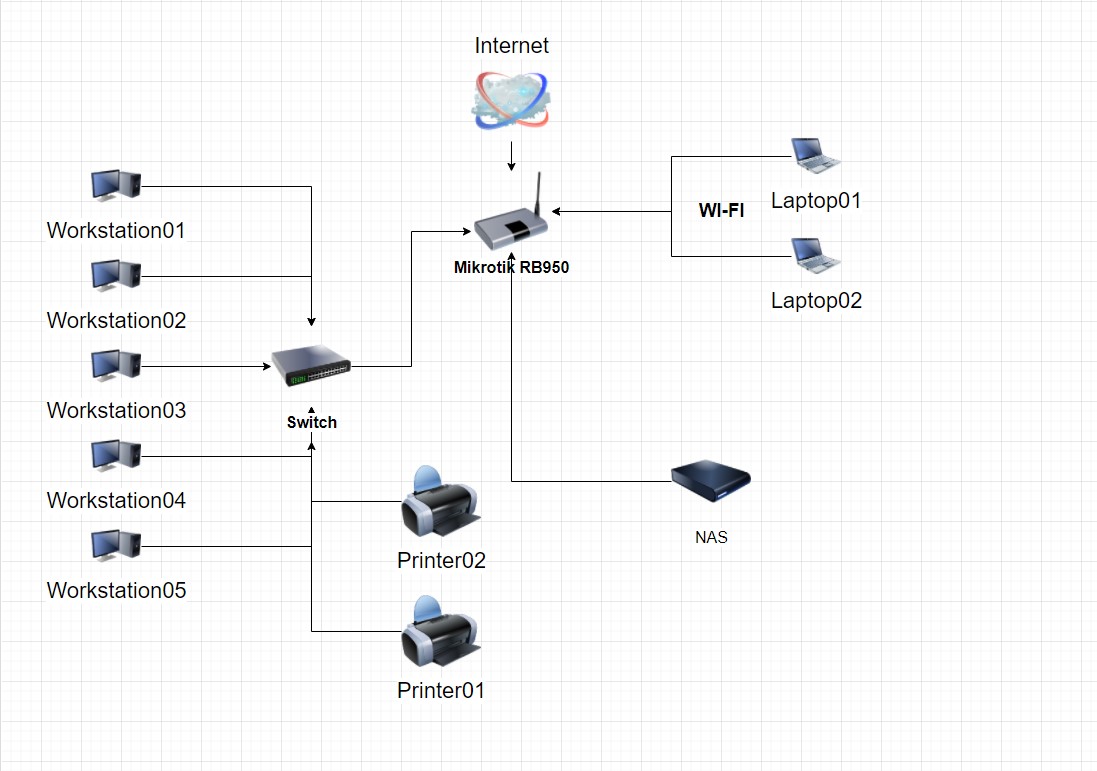 Internet
Workstation01
Workstation02
Workstation03
Workstation04
Workstation05
Switch
Mikrotik RB950
WI-FI
Laptop01
Laptop02
Printer02
Printer01
NAS